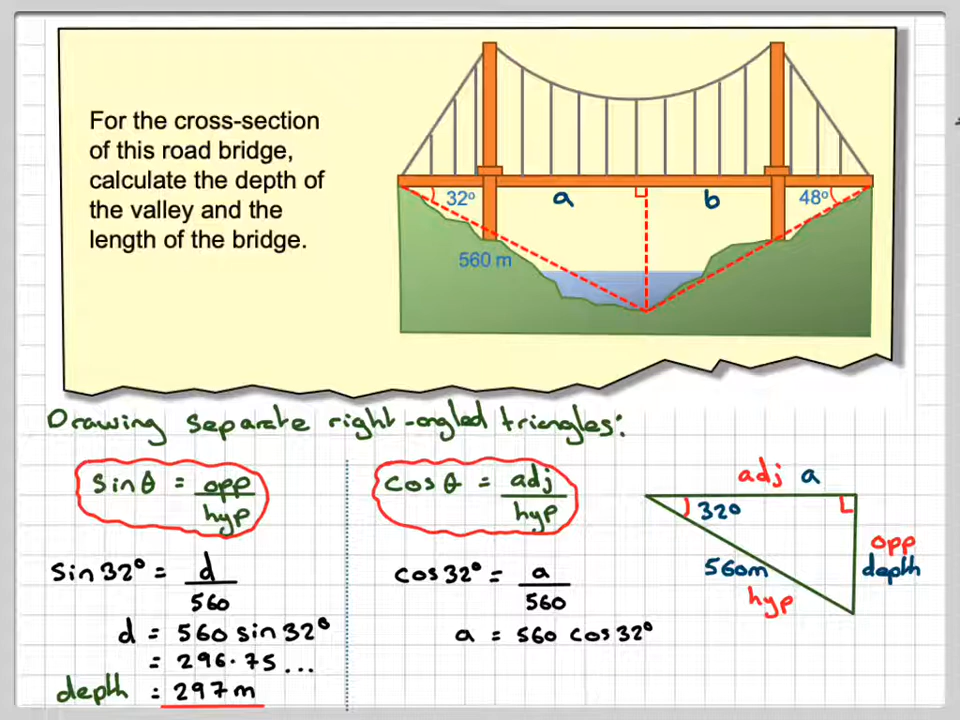 For the cross-section
of this road bridge,
calculate the depth of
the valley and the
length of the bridge.
32° a b 48°
560 m
Drawing separate right-angled triangles:
sin θ = opp
hyp
cos θ = adj
hyp
adj a
32°
560m
hyp
opp
depth
sin 32° = d
560
d = 560 sin 32°
= 296.75...
depth = 297m
cos 32° = a
560
a = 560 cos 32°